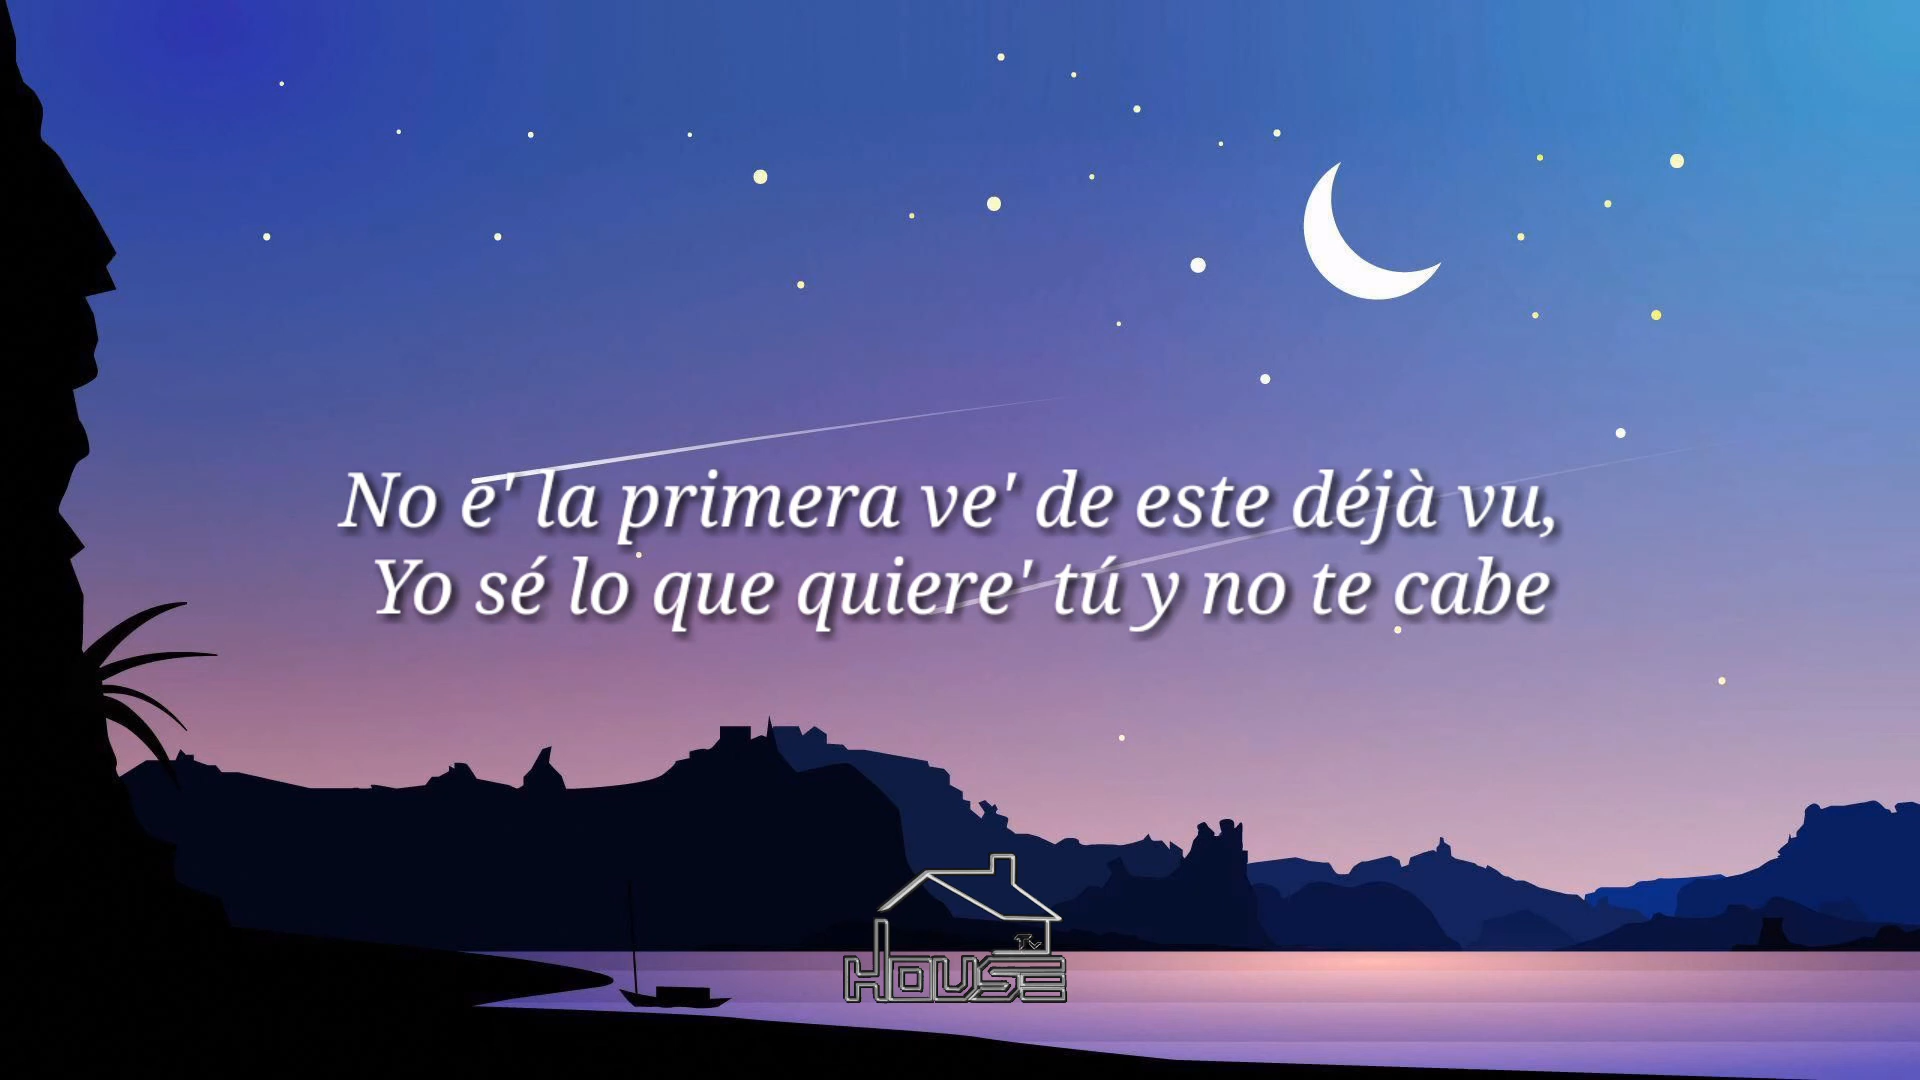 No e' la primera ve' de este déjà vu,
Yo sé lo que quiere' tú y no te cabe
Tv
HOUSE